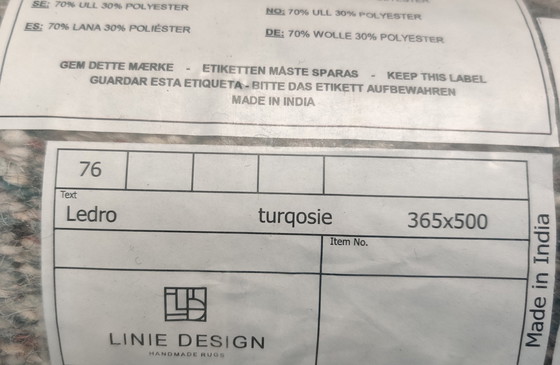 SE: 70% ULL 30% POLYESTER
NO: 70% ULL 30% POLYESTER
ES: 70% LANA 30% POLIÉSTER
DE: 70% WOLLE 30% POLYESTER
GEM DETTE MÆRKE - ETIKETTEN MÅSTE SPARAS - KEEP THIS LABEL
GUARDAR ESTA ETIQUETA - BITTE DAS ETIKETT AUFBEWAHREN
MADE IN INDIA
76
Text
Ledro turqosie 365x500
Item No.
LINIE DESIGN
HANDMADE RUGS
Made in India